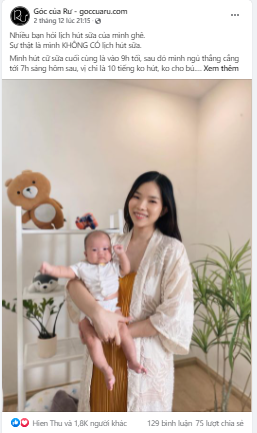 Góc của Rư - goccuaru.com
2 tháng 12 lúc 21:15
Nhiều bạn hỏi lịch hút sữa của mình ghê.
Sự thật là mình KHÔNG CÓ lịch hút sữa.
Mình hút cữ sữa cuối cùng là vào 9h tối, sau đó mình ngủ thẳng cẳng
tới 7h sáng hôm sau, vị chi là 10 tiếng ko hút, ko cho bú.... Xem thêm
Hien Thu và 1,8K người khác 129 bình luận 75 lượt chia sẻ